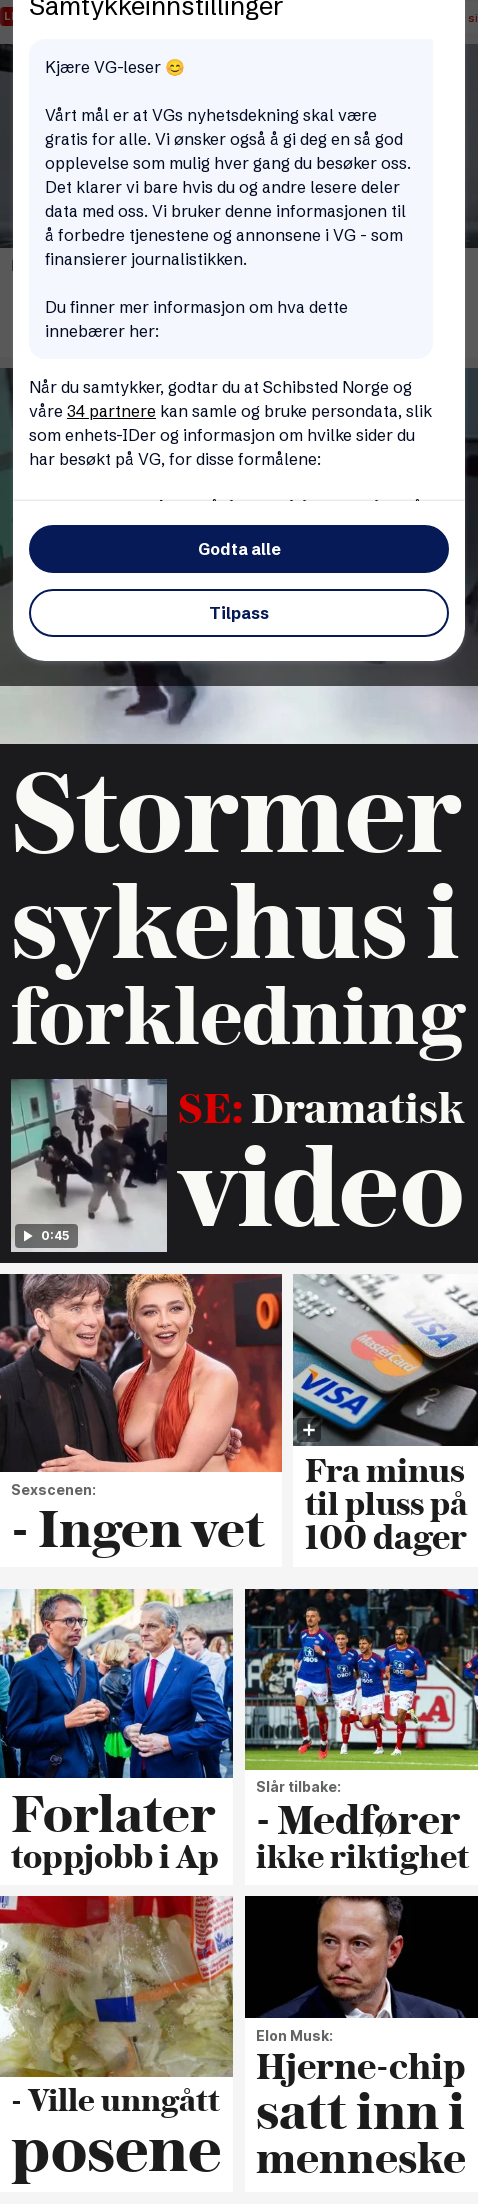 Samtykkeinnstillinger
Kjære VG-leser 😊
Vårt mål er at VGs nyhetsdekning skal være
gratis for alle. Vi ønsker også å gi deg en så god
opplevelse som mulig hver gang du besøker oss.
Det klarer vi bare hvis du og andre lesere deler
data med oss. Vi bruker denne informasjonen til
å forbedre tjenestene og annonsene i VG - som
finansierer journalistikken.
Du finner mer informasjon om hva dette
innebærer her:
Når du samtykker, godtar du at Schibsted Norge og
våre 34 partnere kan samle og bruke persondata, slik
som enhets-IDer og informasjon om hvilke sider du
har besøkt på VG, for disse formålene:
Godta alle
Tilpass
Stormer
sykehus i
forkledning
SE: Dramatisk
video
0:45
VISA
MasterCard
VISA
Sexscenen:
- Ingen vet
Fra minus
til pluss på
100 dager
Forlater
toppjobb i Ap
OBOS
Slår tilbake:
- Medfører
ikke riktighet
- Ville unngått
posene
Elon Musk:
Hjerne-chip
satt inn i
menneske